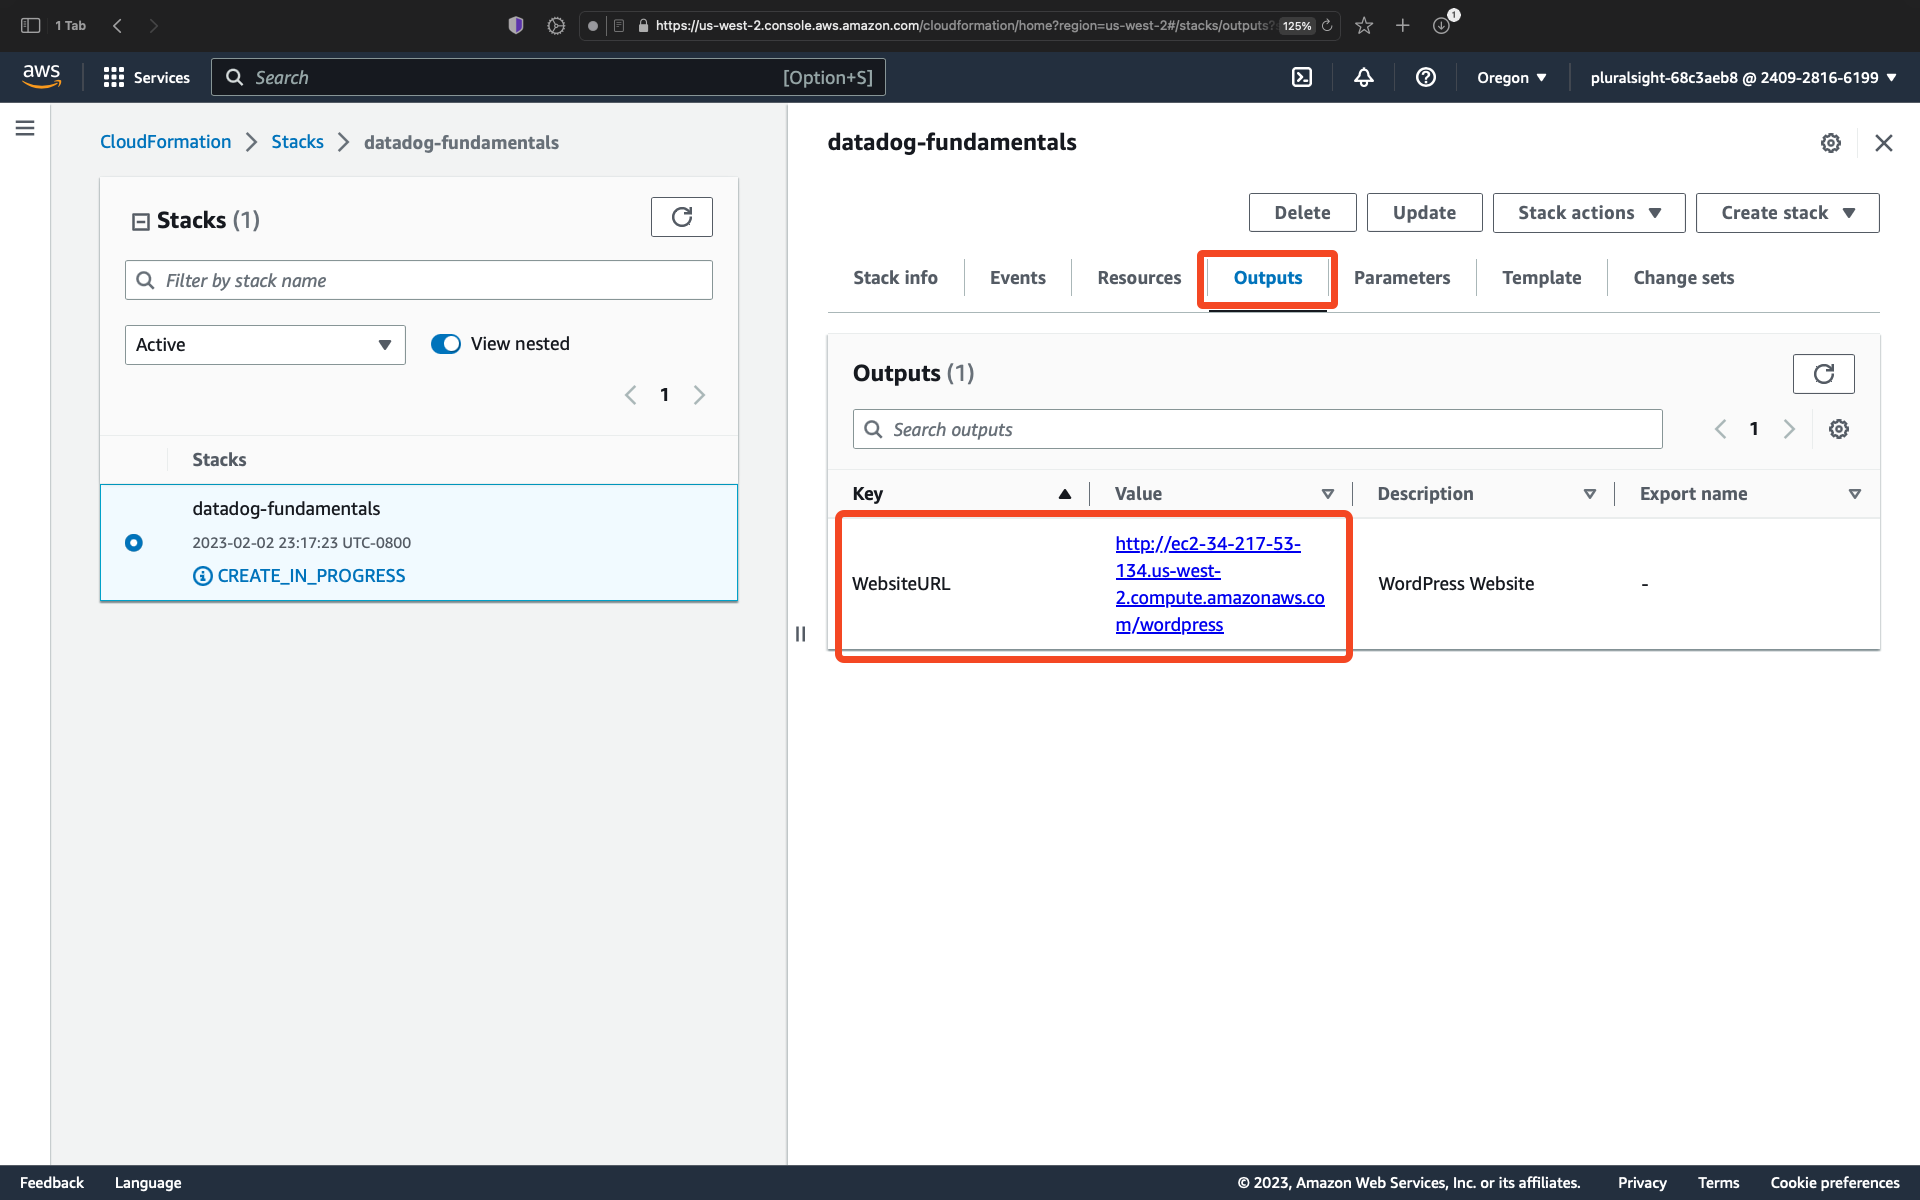 1 Tab
https://us-west-2.console.aws.amazon.com/cloudformation/home?region=us-west-2#/stacks/outputs?
125%
1
aws
Services
Search
[Option+S]
Oregon
pluralsight-68c3aeb8 @ 2409-2816-6199
CloudFormation
Stacks
datadog-fundamentals
Stacks (1)
Filter by stack name
Active
View nested
1
Stacks
datadog-fundamentals
2023-02-02 23:17:23 UTC-0800
CREATE_IN_PROGRESS
datadog-fundamentals
Delete
Update
Stack actions
Create stack
Stack info
Events
Resources
Outputs
Parameters
Template
Change sets
Outputs (1)
Search outputs
1
Key
Value
Description
Export name
WebsiteURL
http://ec2-34-217-53-
134.us-west-
2.compute.amazonaws.co
m/wordpress
WordPress Website
-
Feedback
Language
© 2023, Amazon Web Services, Inc. or its affiliates.
Privacy
Terms
Cookie preferences